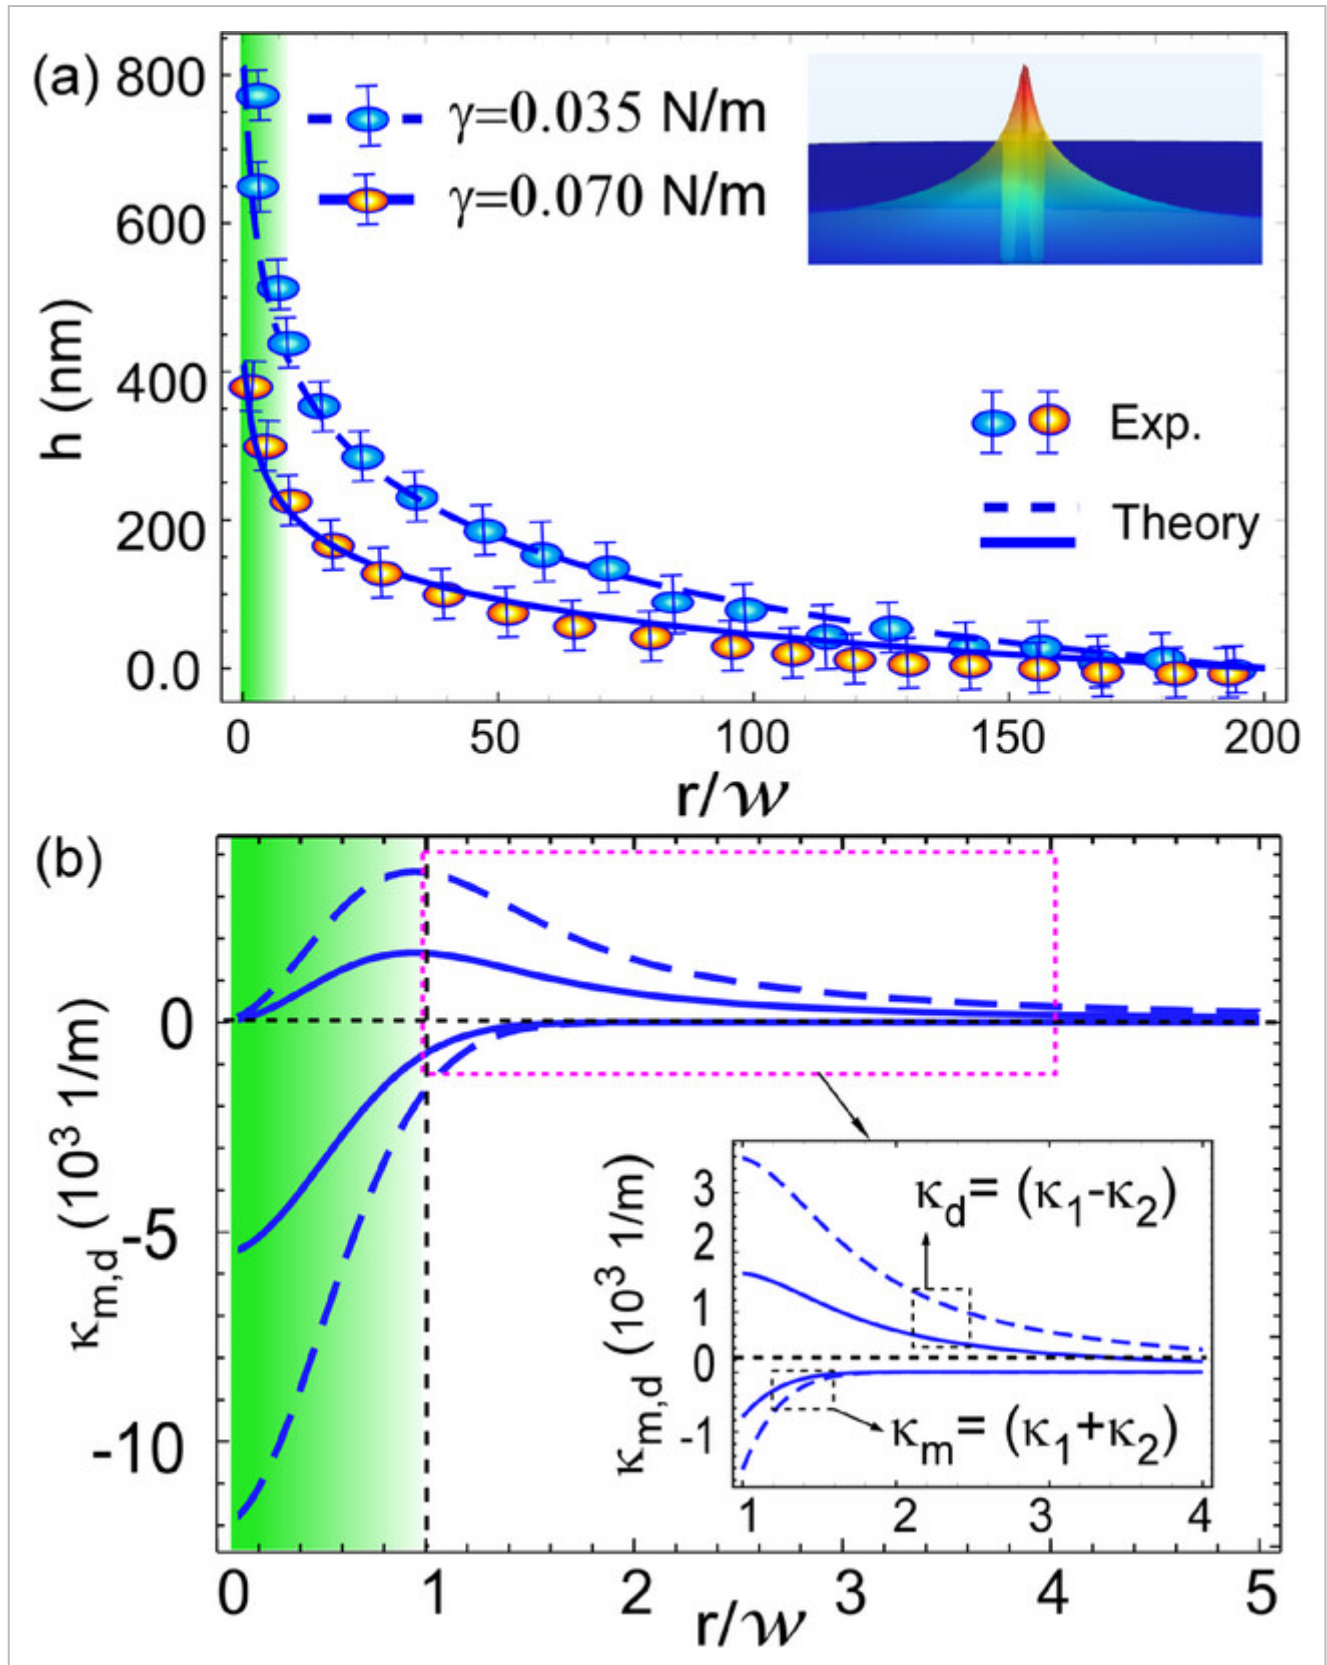 (a)
800
600
400
200
0.0
h (nm)
γ=0.035 N/m
γ=0.070 N/m
Exp.
Theory
0 50 100 150 200
r/w
(b)
0
-5
-10
κm,d (10³ 1/m)
3
2
1
0
-1
κm,d (10³ 1/m)
κd= (κ1-κ2)
κm= (κ1+κ2)
1 2 3 4
0 1 2 3 4 5
r/w